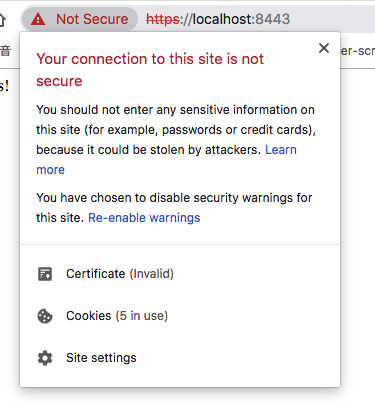 Not Secure https://localhost:8443
音
er-scr
s!
Your connection to this site is not
secure
You should not enter any sensitive information on
this site (for example, passwords or credit cards),
because it could be stolen by attackers. Learn
more
You have chosen to disable security warnings for
this site. Re-enable warnings
Certificate (Invalid)
Cookies (5 in use)
Site settings